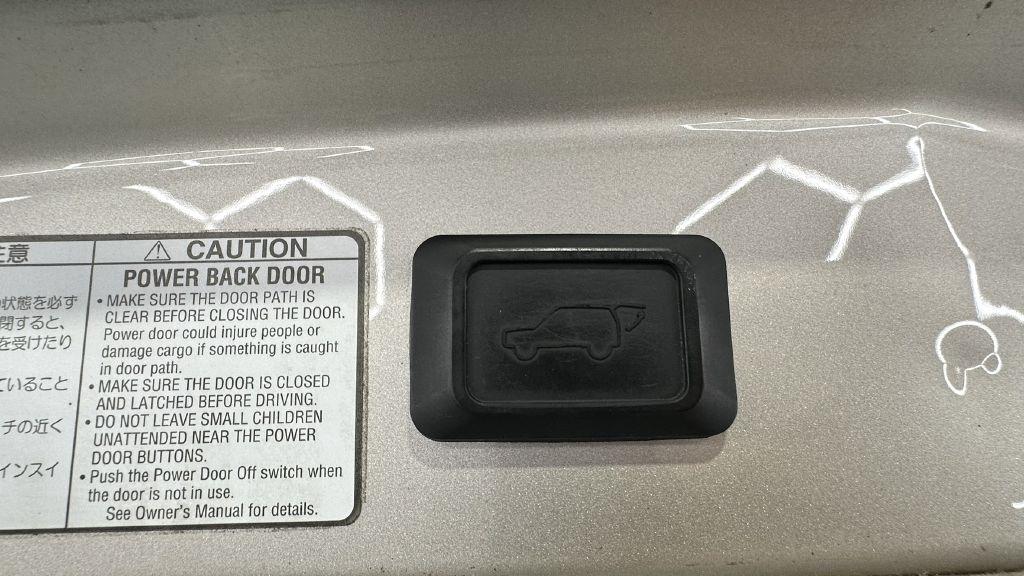 注意
状態を必ず
閉すると、
を受けたり
ていること
チの近く
インスイ
CAUTION
POWER BACK DOOR
• MAKE SURE THE DOOR PATH IS
CLEAR BEFORE CLOSING THE DOOR.
Power door could injure people or
damage cargo if something is caught
in door path.
• MAKE SURE THE DOOR IS CLOSED
AND LATCHED BEFORE DRIVING.
• DO NOT LEAVE SMALL CHILDREN
UNATTENDED NEAR THE POWER
DOOR BUTTONS.
• Push the Power Door Off switch when
the door is not in use.
See Owner's Manual for details.